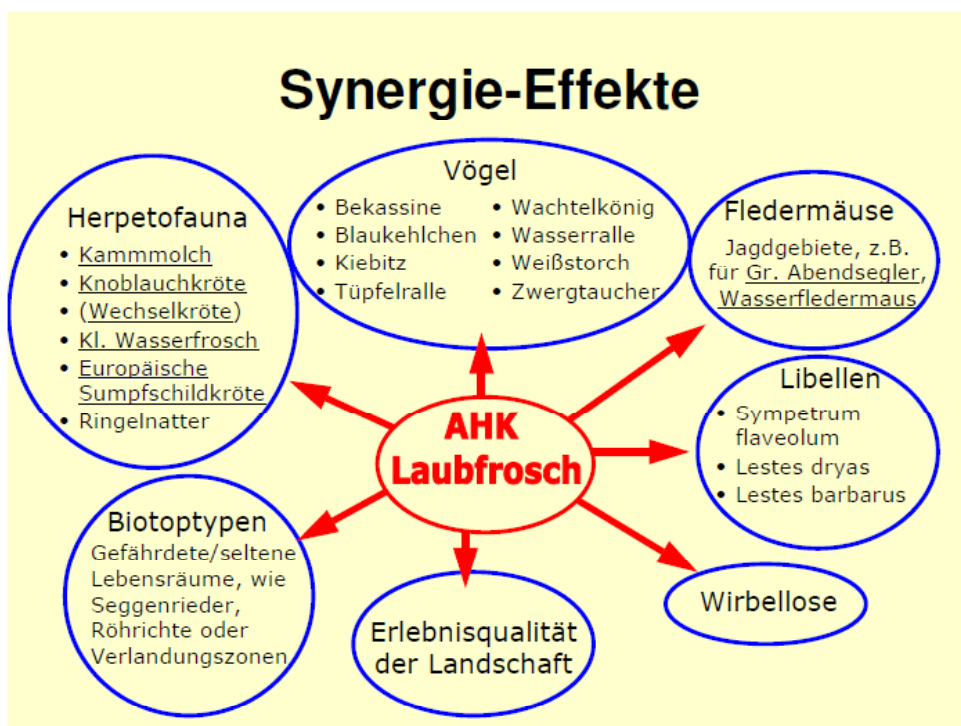 Synergie-Effekte
Herpetofauna
• Kammmolch
• Knoblauchkröte
• (Wechselkröte)
• Kl. Wasserfrosch
• Europäische
Sumpfschildkröte
• Ringelnatter
Vögel
• Bekassine
• Blaukehlchen
• Kiebitz
• Tüpfelralle
• Wachtelkönig
• Wasserralle
• Weißstorch
• Zwergtaucher
Fledermäuse
Jagdgebiete, z.B.
für Gr. Abendsegler,
Wasserfledermaus
AHK
Laubfrosch
Libellen
• Sympetrum
flaveolum
• Lestes dryas
• Lestes barbarus
Biotoptypen
Gefährdete/seltene
Lebensräume, wie
Seggenrieder,
Röhrichte oder
Verlandungszonen
Erlebnisqualität
der Landschaft
Wirbellose